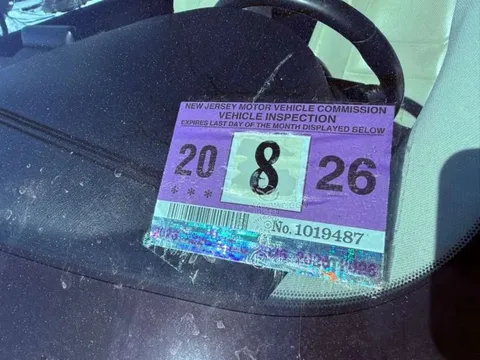 NEW JERSEY MOTOR VEHICLE COMMISSION
VEHICLE INSPECTION
EXPIRES LAST DAY OF THE MONTH DISPLAYED BELOW
20 8 26
No. 1019487